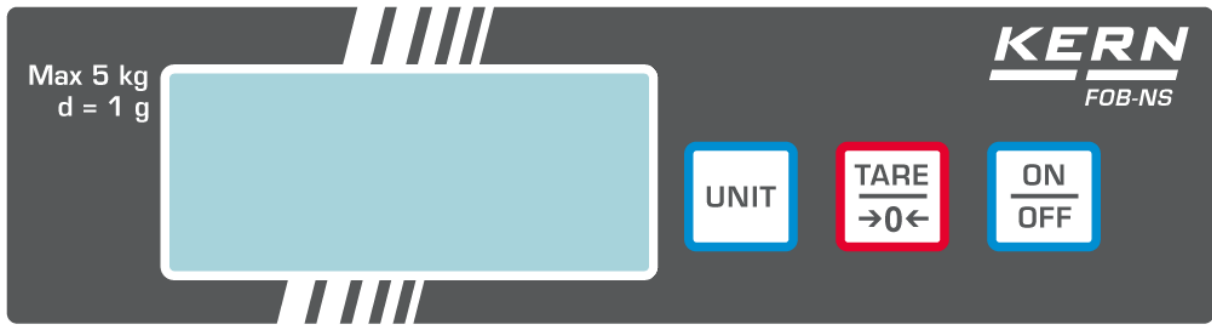 Max 5 kg
d = 1 g
KERN
FOB-NS
UNIT
TARE
→0←
ON
OFF